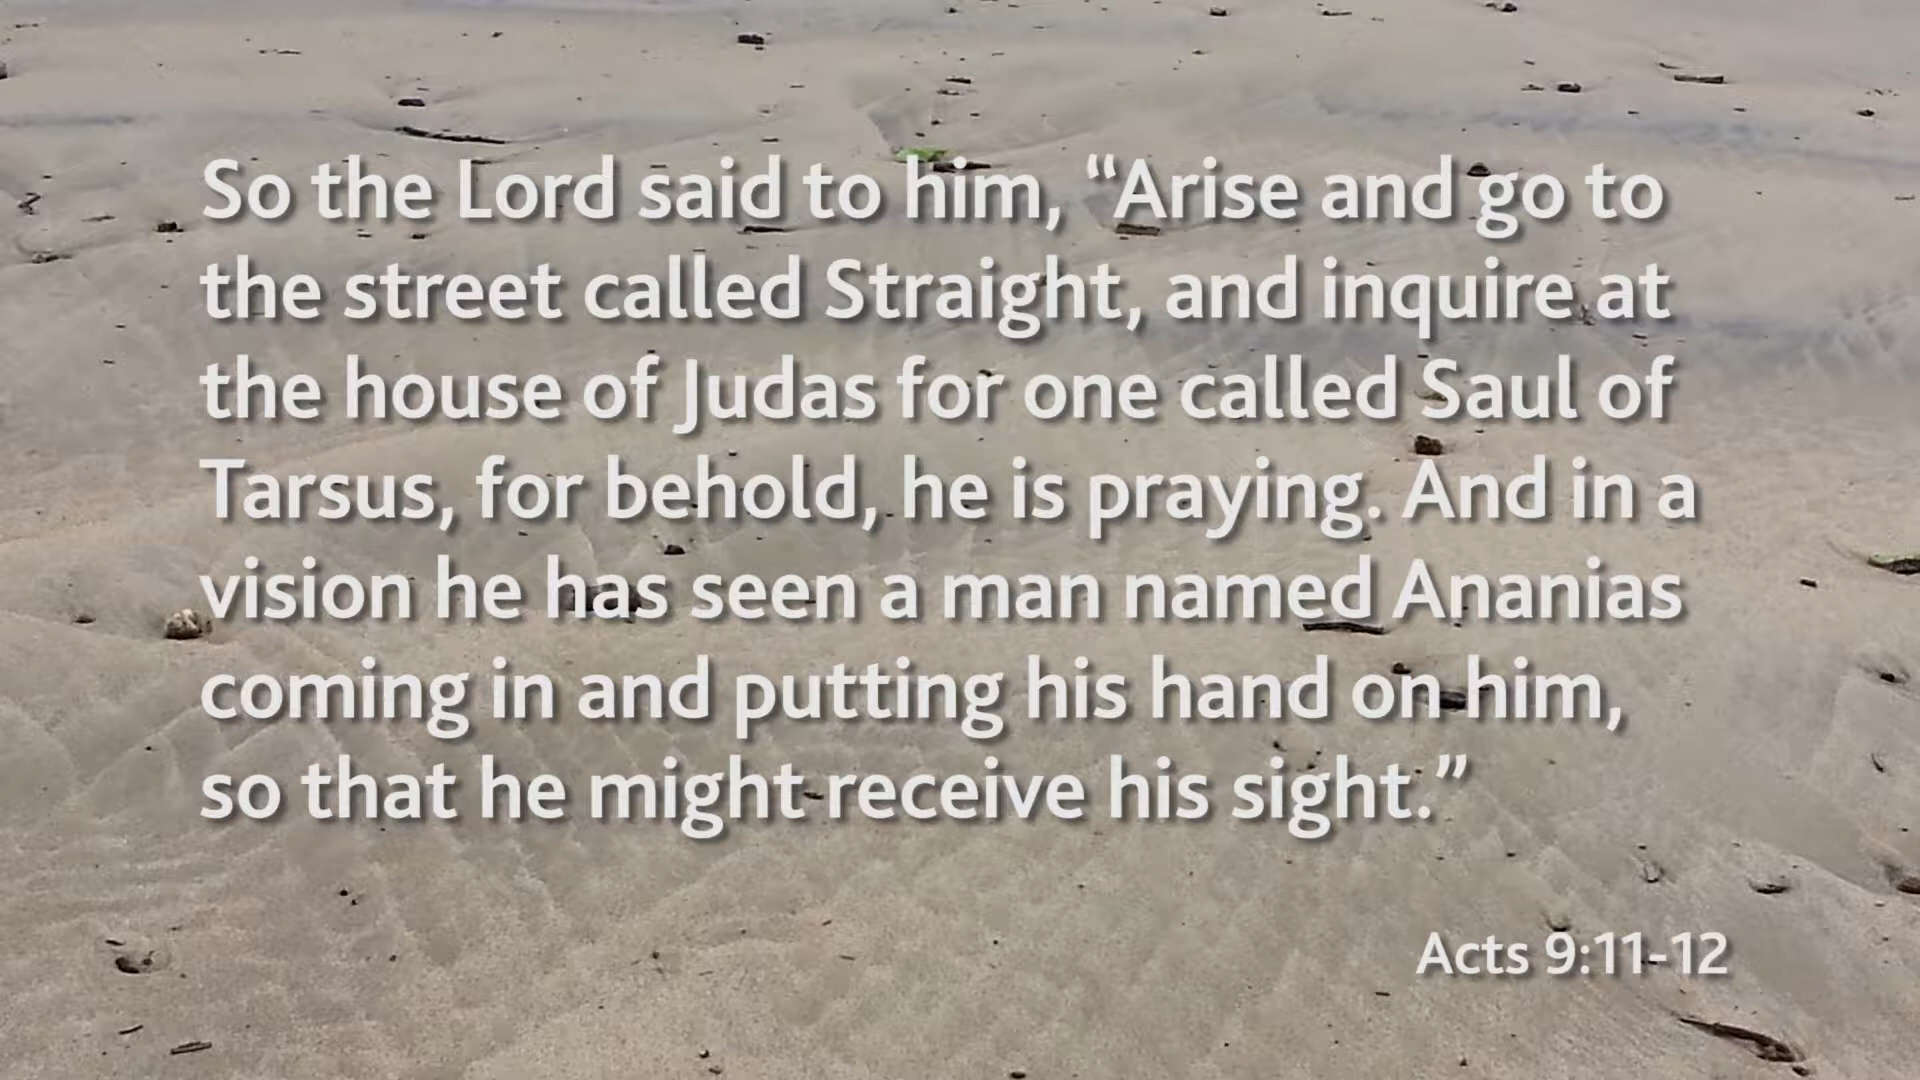 So the Lord said to him, “Arise and go to
the street called Straight, and inquire at
the house of Judas for one called Saul of
Tarsus, for behold, he is praying. And in a
vision he has seen a man named Ananias
coming in and putting his hand on him,
so that he might receive his sight.”
Acts 9:11-12